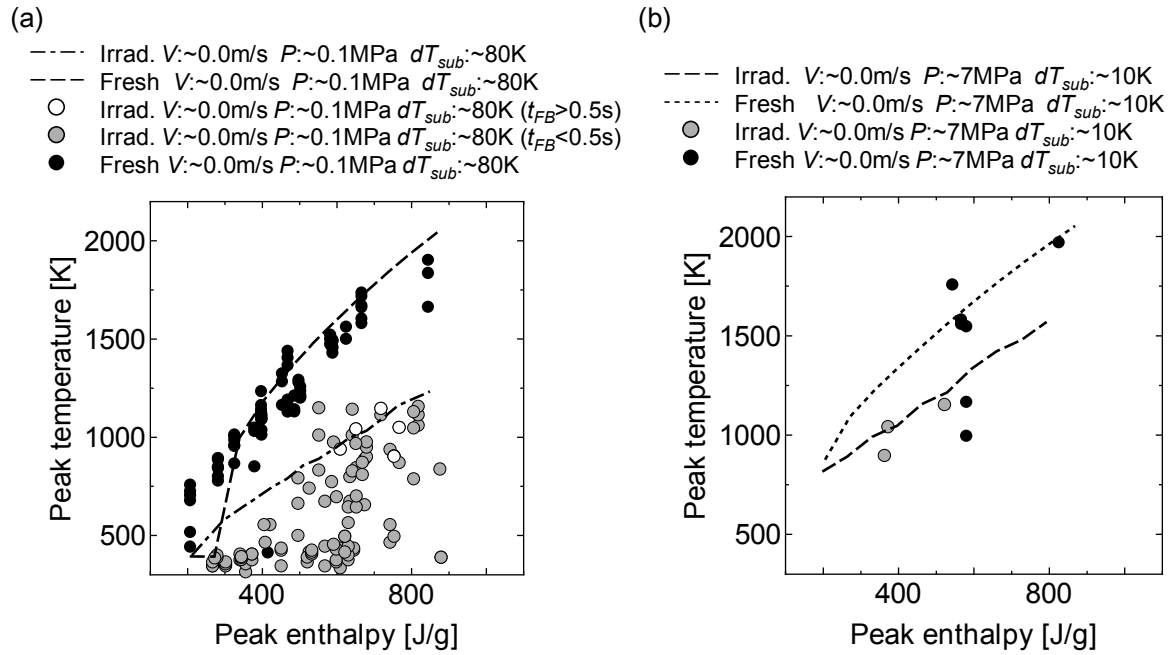 (a)
Irrad. V:~0.0m/s P:~0.1MPa dTsub:~80K
Fresh V:~0.0m/s P:~0.1MPa dTsub:~80K
Irrad. V:~0.0m/s P:~0.1MPa dTsub:~80K (tFB>0.5s)
Irrad. V:~0.0m/s P:~0.1MPa dTsub:~80K (tFB<0.5s)
Fresh V:~0.0m/s P:~0.1MPa dTsub:~80K
Peak temperature [K]
2000
1500
1000
500
400 800
Peak enthalpy [J/g]
(b)
Irrad. V:~0.0m/s P:~7MPa dTsub:~10K
Fresh V:~0.0m/s P:~7MPa dTsub:~10K
Irrad. V:~0.0m/s P:~7MPa dTsub:~10K
Fresh V:~0.0m/s P:~7MPa dTsub:~10K
Peak temperature [K]
2000
1500
1000
500
400 800
Peak enthalpy [J/g]